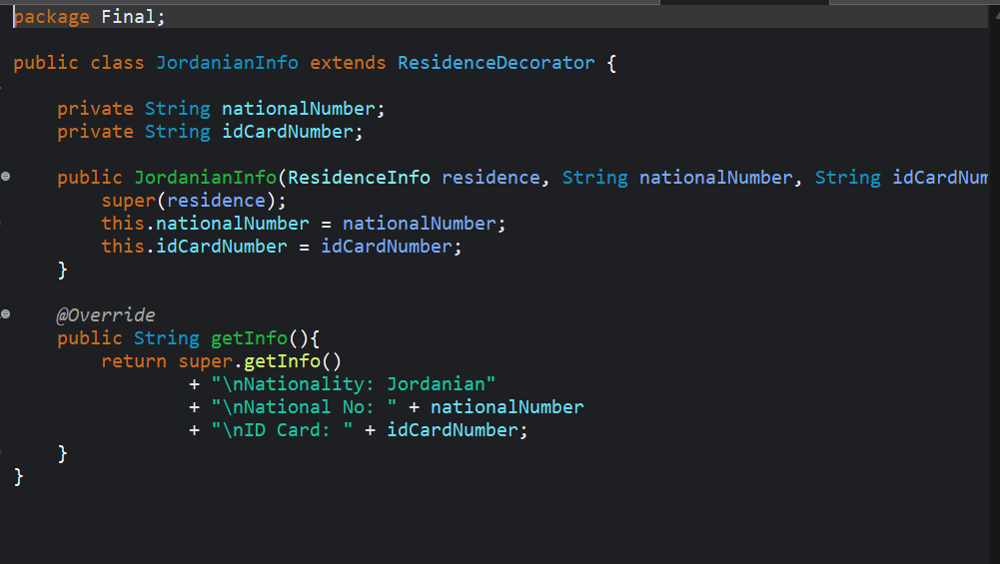 package Final;
public class JordanianInfo extends ResidenceDecorator {
private String nationalNumber;
private String idCardNumber;
public JordanianInfo(ResidenceInfo residence, String nationalNumber, String idCardNum
super(residence);
this.nationalNumber = nationalNumber;
this.idCardNumber = idCardNumber;
}
@Override
public String getInfo(){
return super.getInfo()
+ "\nNationality: Jordanian"
+ "\nNational No: " + nationalNumber
+ "\nID Card: " + idCardNumber;
}
}